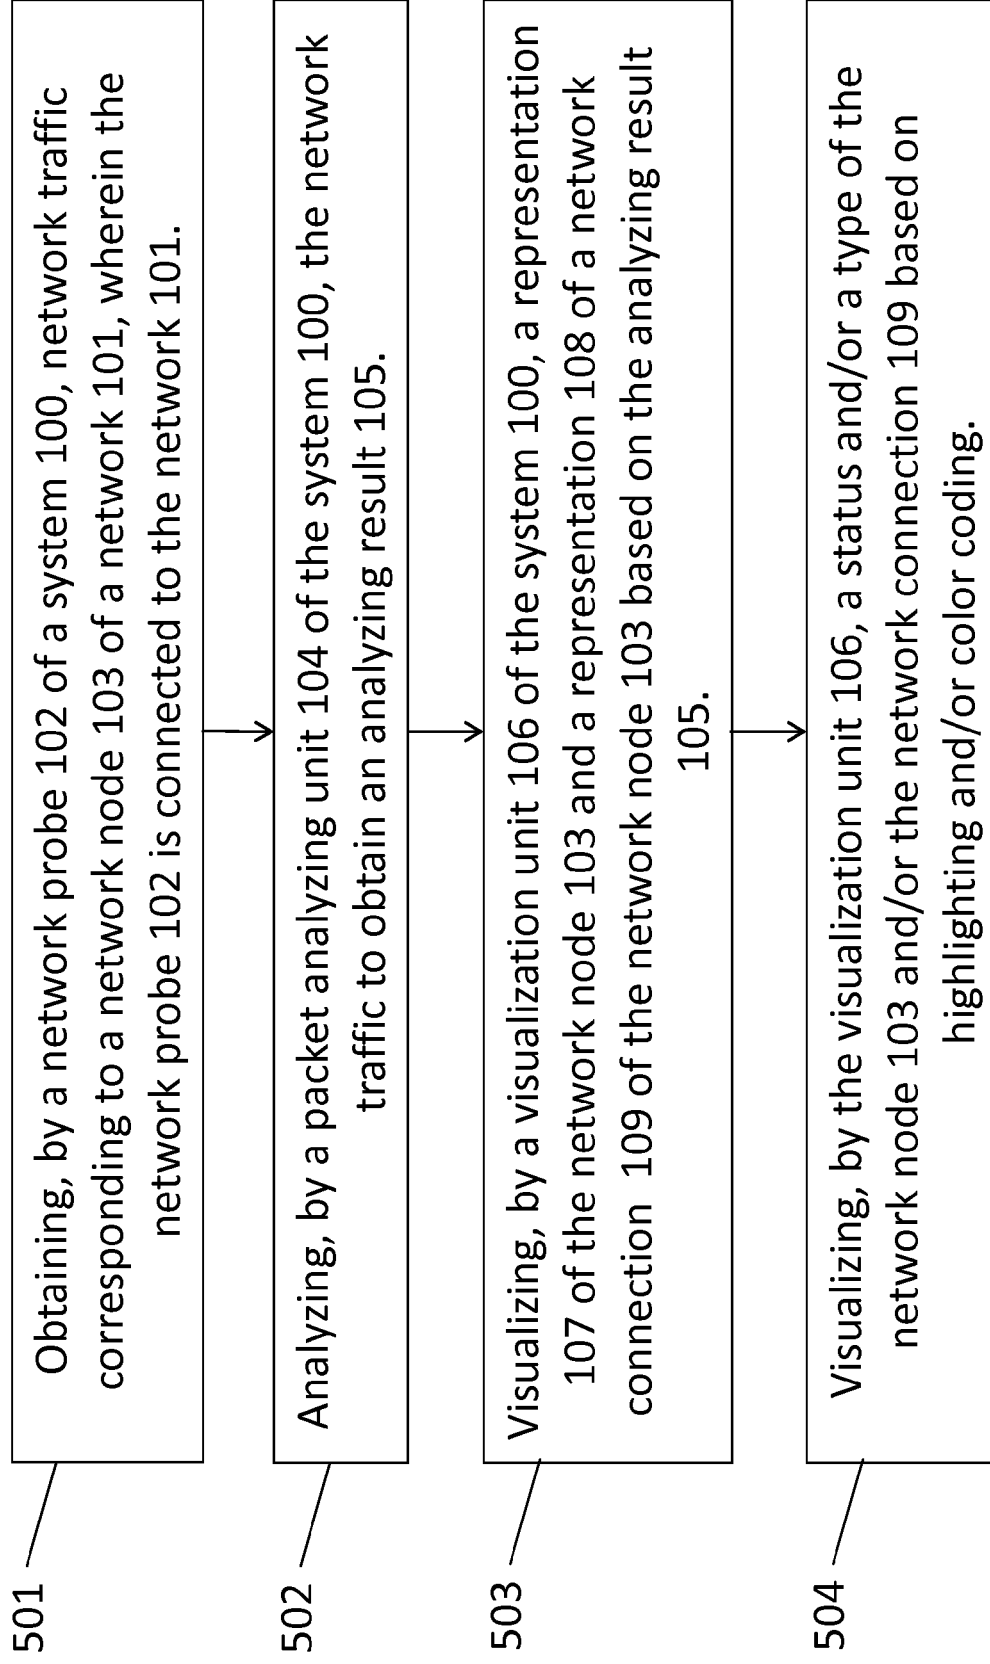 501
Obtaining, by a network probe 102 of a system 100, network traffic
corresponding to a network node 103 of a network 101, wherein the
network probe 102 is connected to the network 101.
502
Analyzing, by a packet analyzing unit 104 of the system 100, the network
traffic to obtain an analyzing result 105.
503
Visualizing, by a visualization unit 106 of the system 100, a representation
107 of the network node 103 and a representation 108 of a network
connection 109 of the network node 103 based on the analyzing result
105.
504
Visualizing, by the visualization unit 106, a status and/or a type of the
network node 103 and/or the network connection 109 based on
highlighting and/or color coding.